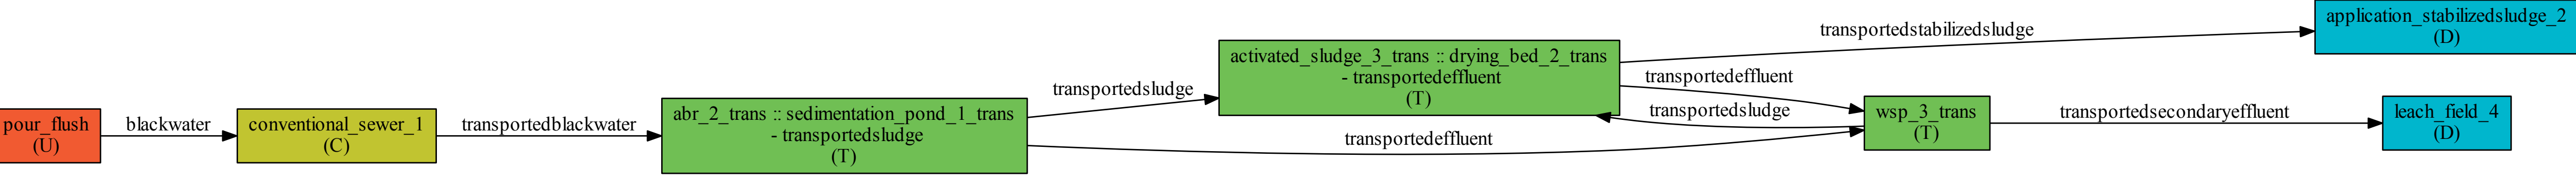 pour_flush
(U)
blackwater
conventional_sewer_1
(C)
transportedblackwater
abr_2_trans :: sedimentation_pond_1_trans
- transportedsludge
(T)
transportedsludge
transportedeffluent
activated_sludge_3_trans :: drying_bed_2_trans
- transportedeffluent
(T)
transportedstabilizedsludge
transportedeffluent
transportedsludge
wsp_3_trans
(T)
transportedsecondaryeffluent
application_stabilizedsludge_2
(D)
leach_field_4
(D)